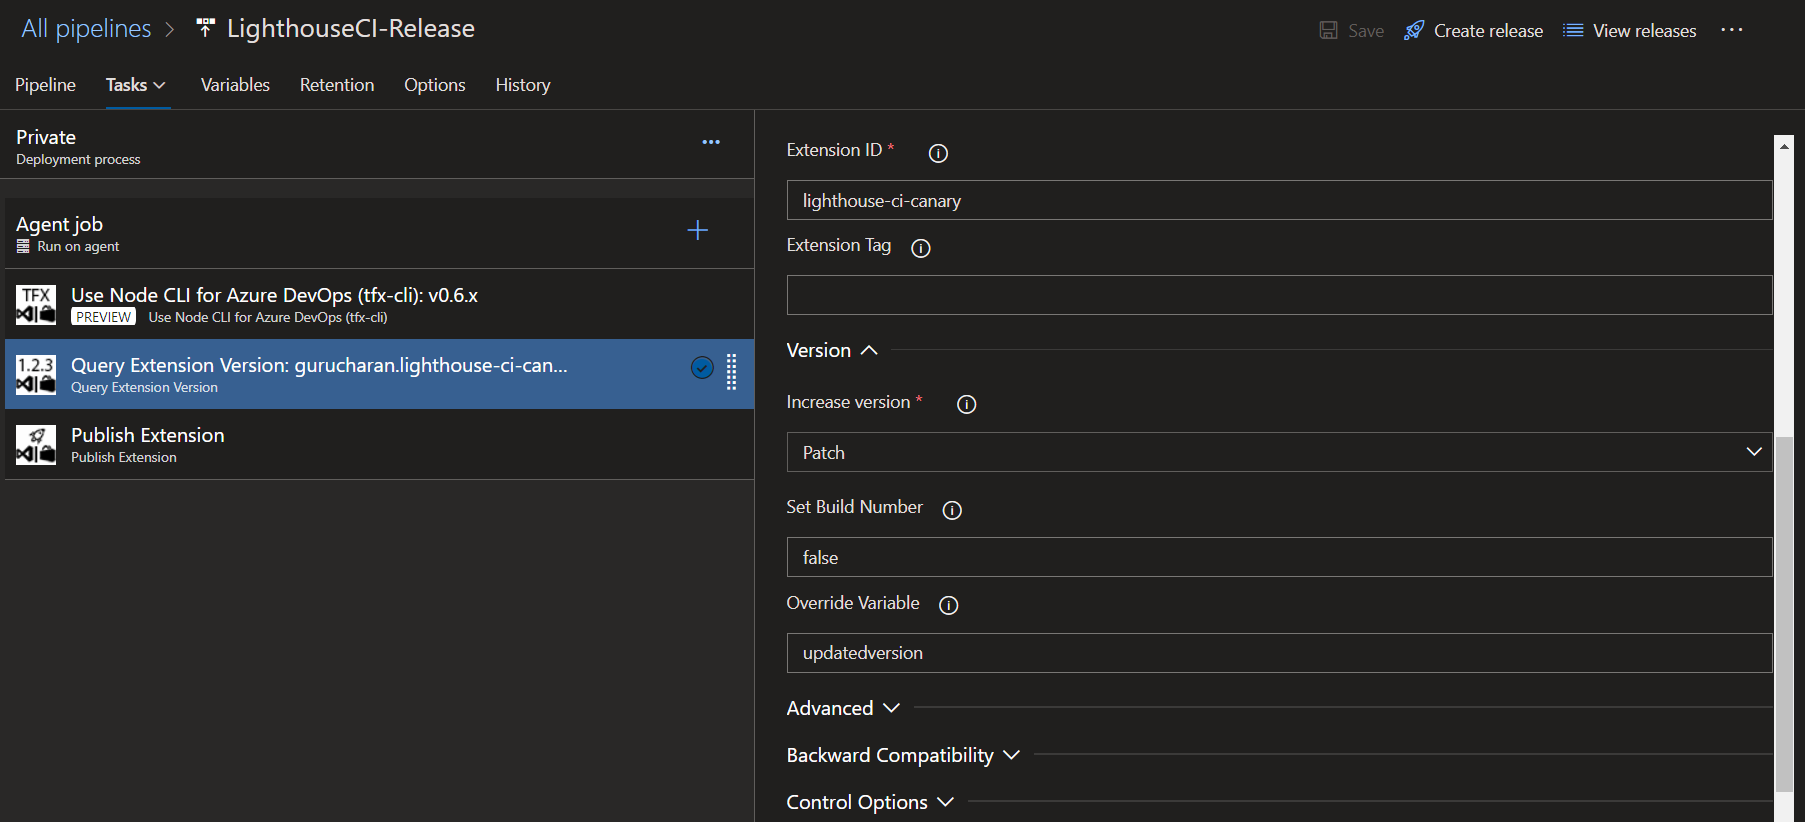 All pipelines > LighthouseCI-Release
Save Create release View releases ...
Pipeline Tasks Variables Retention Options History
Private
Deployment process
Agent job
Run on agent
TFX
Use Node CLI for Azure DevOps (tfx-cli): v0.6.x
PREVIEW Use Node CLI for Azure DevOps (tfx-cli)
1.2.3
Query Extension Version: gurucharan.lighthouse-ci-can...
Query Extension Version
Publish Extension
Publish Extension
Extension ID *
lighthouse-ci-canary
Extension Tag
Version
Increase version *
Patch
Set Build Number
false
Override Variable
updatedversion
Advanced
Backward Compatibility
Control Options